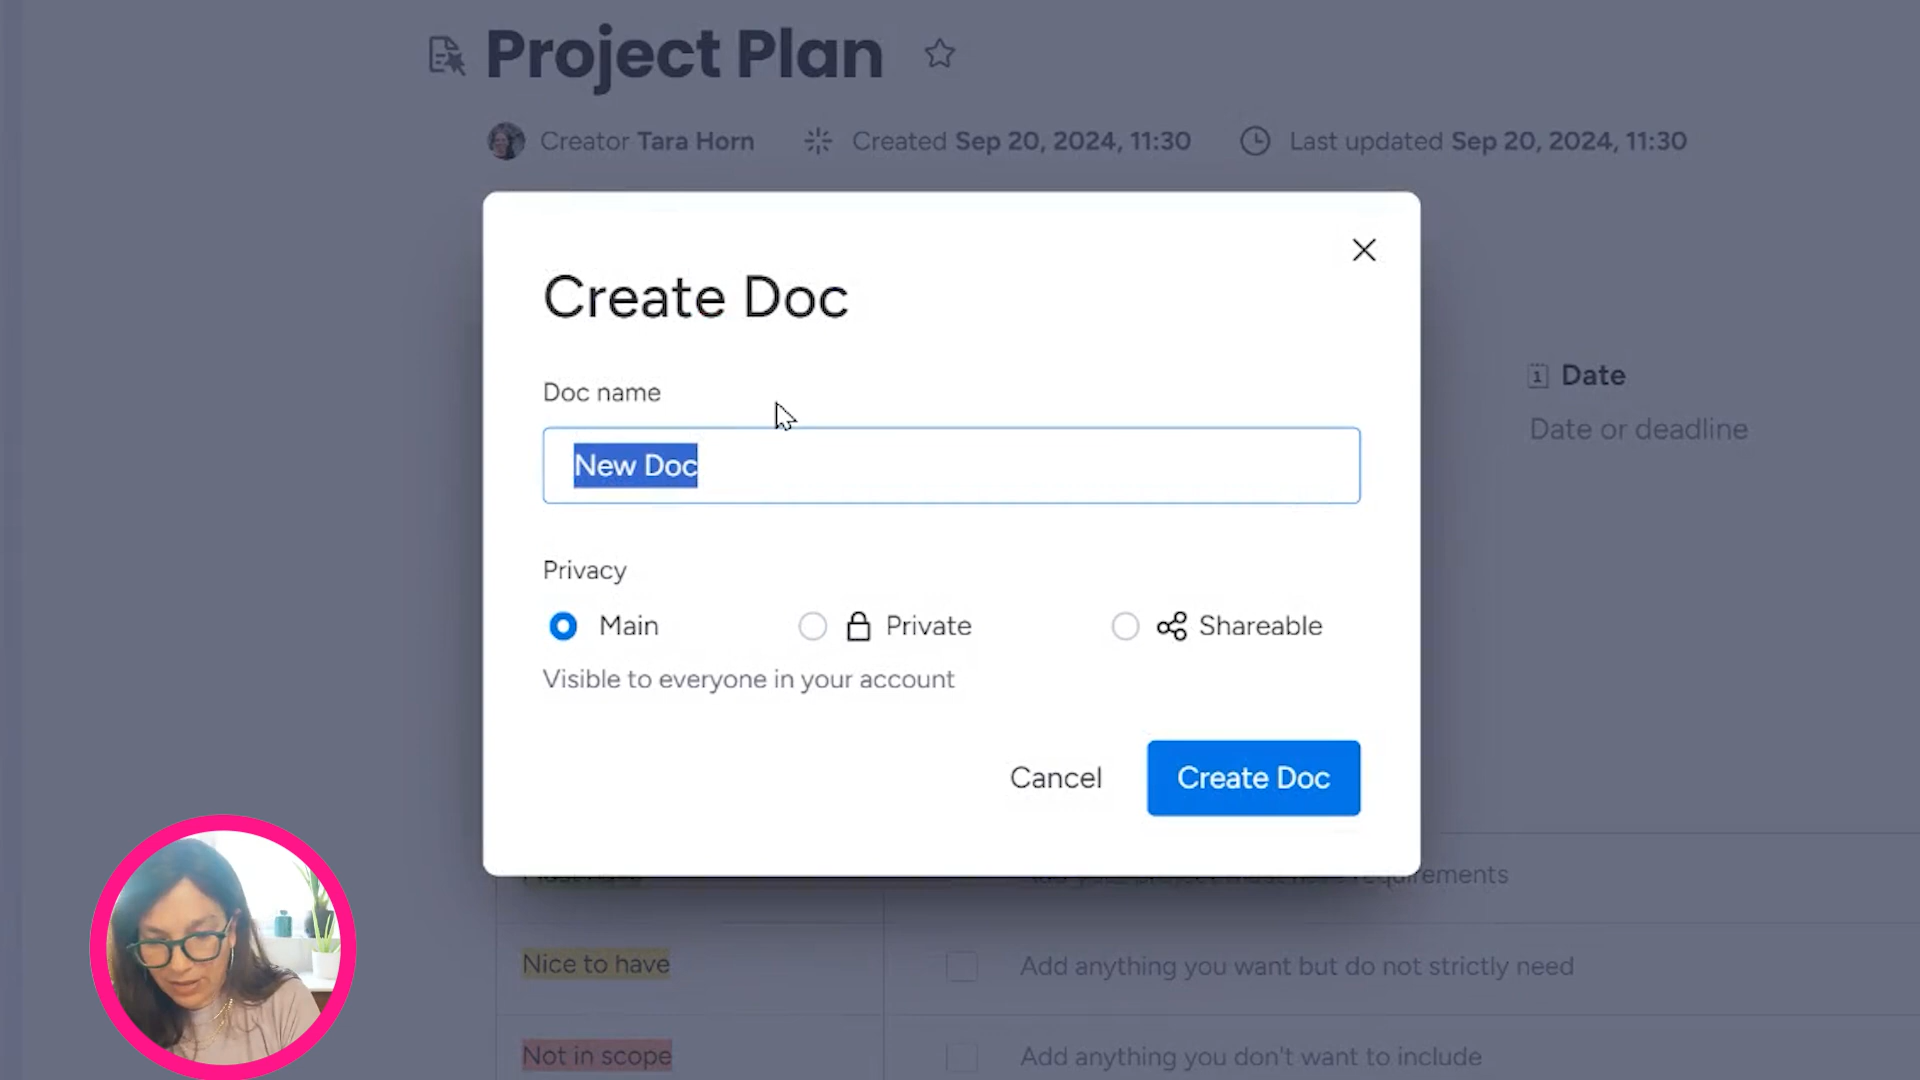 Project Plan
Creator Tara Horn Created Sep 20, 2024, 11:30 Last updated Sep 20, 2024, 11:30
Create Doc
Doc name
New Doc
Date
Date or deadline
Privacy
Main Private Shareable
Visible to everyone in your account
Cancel Create Doc
requirements
Nice to have Add anything you want but do not strictly need
Not in scope Add anything you don't want to include